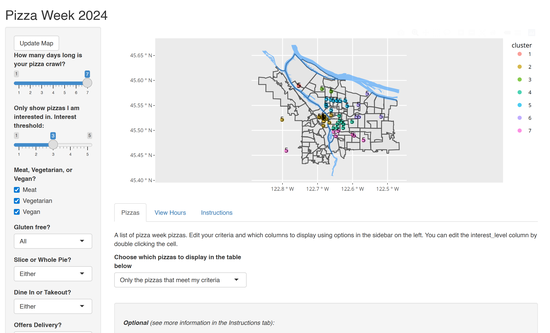 Pizza Week 2024
Update Map
How many days long is
your pizza crawl?
1
7
1 2 3 4 5 6 7
Only show pizzas I am
interested in. Interest
threshold:
1
3
5
1 2 3 4 5
Meat, Vegetarian, or
Vegan?
Meat
Vegetarian
Vegan
Gluten free?
All
Slice or Whole Pie?
Either
Dine In or Takeout?
Either
Offers Delivery?
45.65 ° N
45.60 ° N
45.55 ° N
45.50 ° N
45.45 ° N
45.40 ° N
122.8 ° W
122.7 ° W
122.6 ° W
122.5 ° W
cluster
1
2
3
4
5
6
7
Pizzas
View Hours
Instructions
A list of pizza week pizzas. Edit your criteria and which columns to display using options in the sidebar on the left. You can edit the interest_level column by
double clicking the cell.
Choose which pizzas to display in the table
below
Only the pizzas that meet my criteria
Optional (see more information in the Instructions tab):